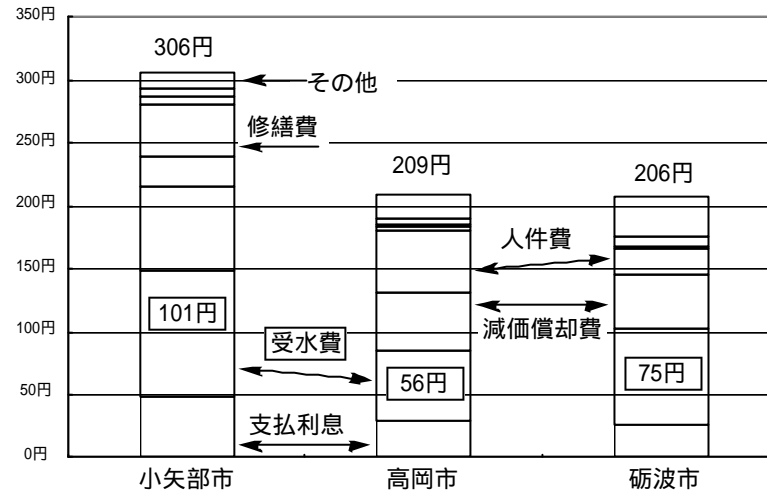 350円
300円
250円
200円
150円
100円
50円
0円
306円
その他
修繕費
209円
206円
人件費
減価償却費
101円
受水費
56円
75円
支払利息
小矢部市
高岡市
砺波市